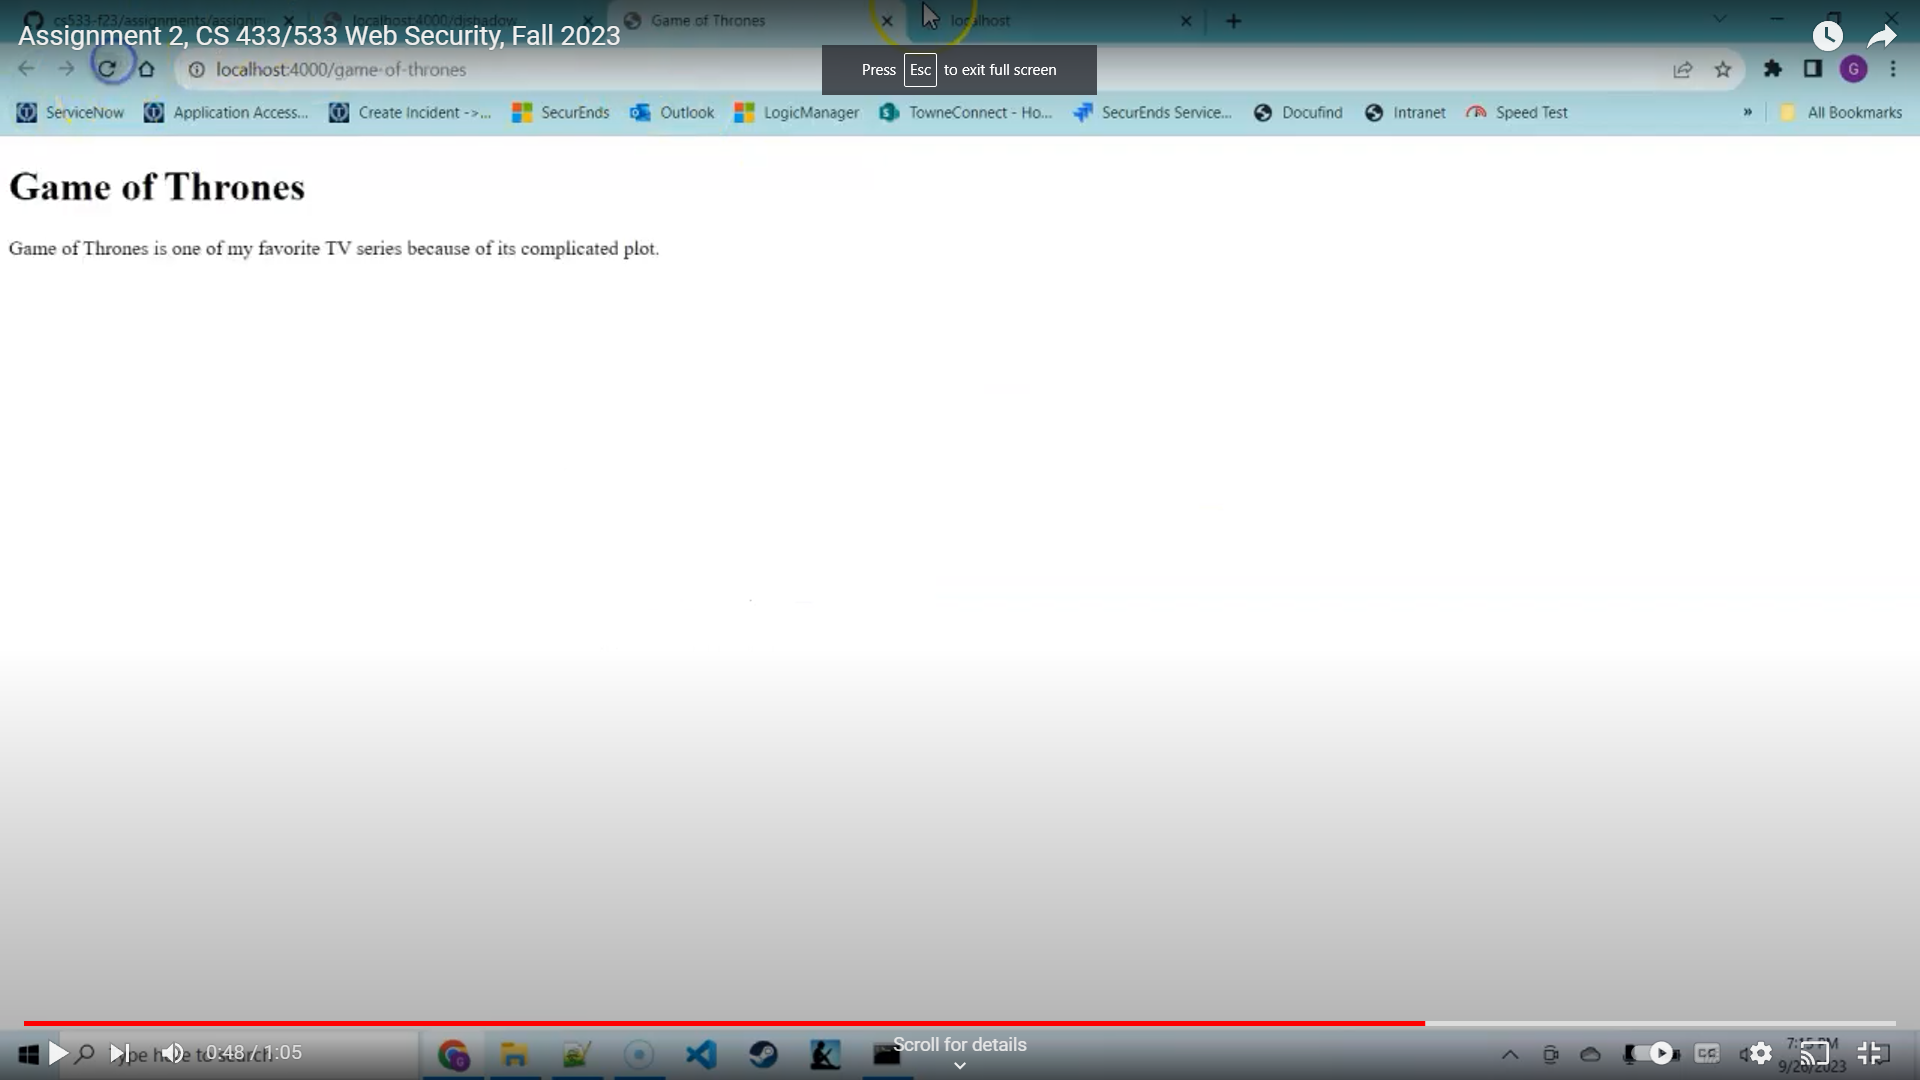 cs533-f23/assignments/assignm
localhost:4000/djshadow
Game of Thrones
localhost
Assignment 2, CS 433/533 Web Security, Fall 2023
localhost:4000/game-of-thrones
Press Esc to exit full screen
G
ServiceNow
Application Access...
Create Incident ->...
SecurEnds
Outlook
LogicManager
TowneConnect - Ho...
SecurEnds Service...
Docufind
Intranet
Speed Test
»
All Bookmarks
Game of Thrones
Game of Thrones is one of my favorite TV series because of its complicated plot.
Type here to search
0:48 / 1:05
Scroll for details
CC
7:15 PM
9/26/2023